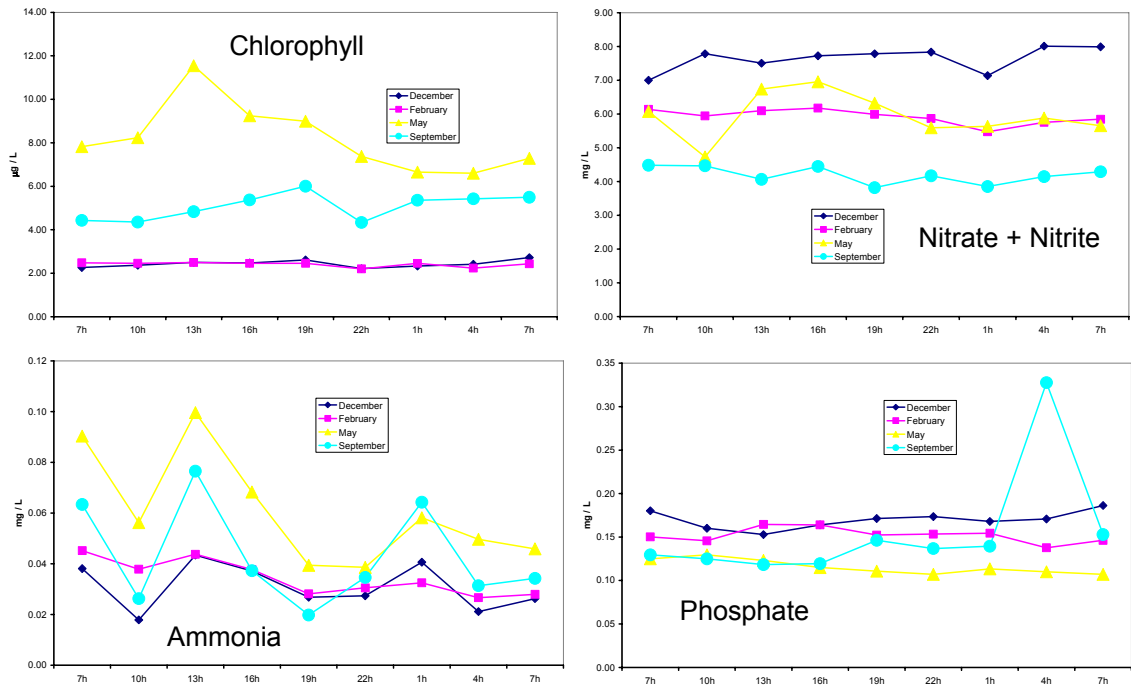 Chlorophyll
µg / L
14.00
12.00
10.00
8.00
6.00
4.00
2.00
0.00
December
February
May
September
7h 10h 13h 16h 19h 22h 1h 4h 7h
Nitrate + Nitrite
mg / L
9.00
8.00
7.00
6.00
5.00
4.00
3.00
2.00
1.00
0.00
December
February
May
September
7h 10h 13h 16h 19h 22h 1h 4h 7h
Ammonia
mg / L
0.12
0.10
0.08
0.06
0.04
0.02
0.00
December
February
May
September
7h 10h 13h 16h 19h 22h 1h 4h 7h
Phosphate
mg / L
0.35
0.30
0.25
0.20
0.15
0.10
0.05
0.00
December
February
May
September
7h 10h 13h 16h 19h 22h 1h 4h 7h